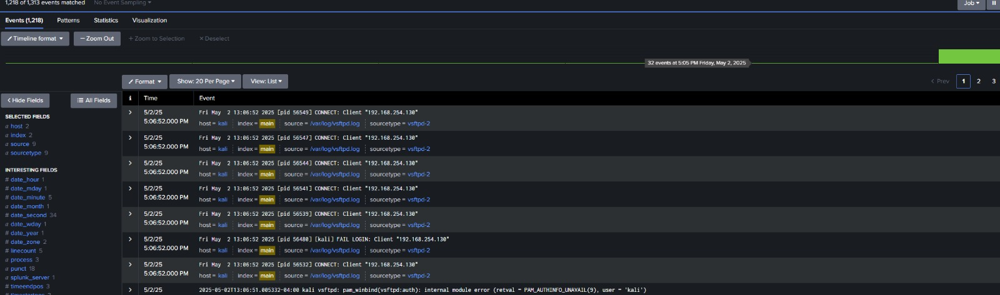 1,218 of 1,313 events matched No Event Sampling
Job
Events (1,218) Patterns Statistics Visualization
Timeline format — Zoom Out + Zoom to Selection × Deselect
32 events at 5:05 PM Friday, May 2, 2025
Format Show: 20 Per Page View: List < Prev 1 2 3
< Hide Fields All Fields
i Time Event
SELECTED FIELDS
a host 2
a index 2
a source 9
a sourcetype 9
INTERESTING FIELDS
# date_hour 1
# date_mday 1
# date_minute 5
a date_month 1
# date_second 34
a date_wday 1
# date_year 1
# date_zone 2
# linecount 5
a process 3
a punct 18
a splunk_server 1
# timeendpos 3
# timestartpos 3
> 5/2/25 Fri May 2 13:06:52 2025 [pid 56549] CONNECT: Client "192.168.254.130"
5:06:52.000 PM host = kali index = main source = /var/log/vsftpd.log sourcetype = vsftpd-2
> 5/2/25 Fri May 2 13:06:52 2025 [pid 56547] CONNECT: Client "192.168.254.130"
5:06:52.000 PM host = kali index = main source = /var/log/vsftpd.log sourcetype = vsftpd-2
> 5/2/25 Fri May 2 13:06:52 2025 [pid 56544] CONNECT: Client "192.168.254.130"
5:06:52.000 PM host = kali index = main source = /var/log/vsftpd.log sourcetype = vsftpd-2
> 5/2/25 Fri May 2 13:06:52 2025 [pid 56541] CONNECT: Client "192.168.254.130"
5:06:52.000 PM host = kali index = main source = /var/log/vsftpd.log sourcetype = vsftpd-2
> 5/2/25 Fri May 2 13:06:52 2025 [pid 56539] CONNECT: Client "192.168.254.130"
5:06:52.000 PM host = kali index = main source = /var/log/vsftpd.log sourcetype = vsftpd-2
> 5/2/25 Fri May 2 13:06:52 2025 [pid 56480] [kali] FAIL LOGIN: Client "192.168.254.130"
5:06:52.000 PM host = kali index = main source = /var/log/vsftpd.log sourcetype = vsftpd-2
> 5/2/25 Fri May 2 13:06:52 2025 [pid 56532] CONNECT: Client "192.168.254.130"
5:06:52.000 PM host = kali index = main source = /var/log/vsftpd.log sourcetype = vsftpd-2
> 5/2/25 2025-05-02T13:06:51.005332-04:00 kali vsftpd: pam_winbind(vsftpd:auth): internal module error (retval = PAM_AUTHINFO_UNAVAIL(9), user = 'kali')